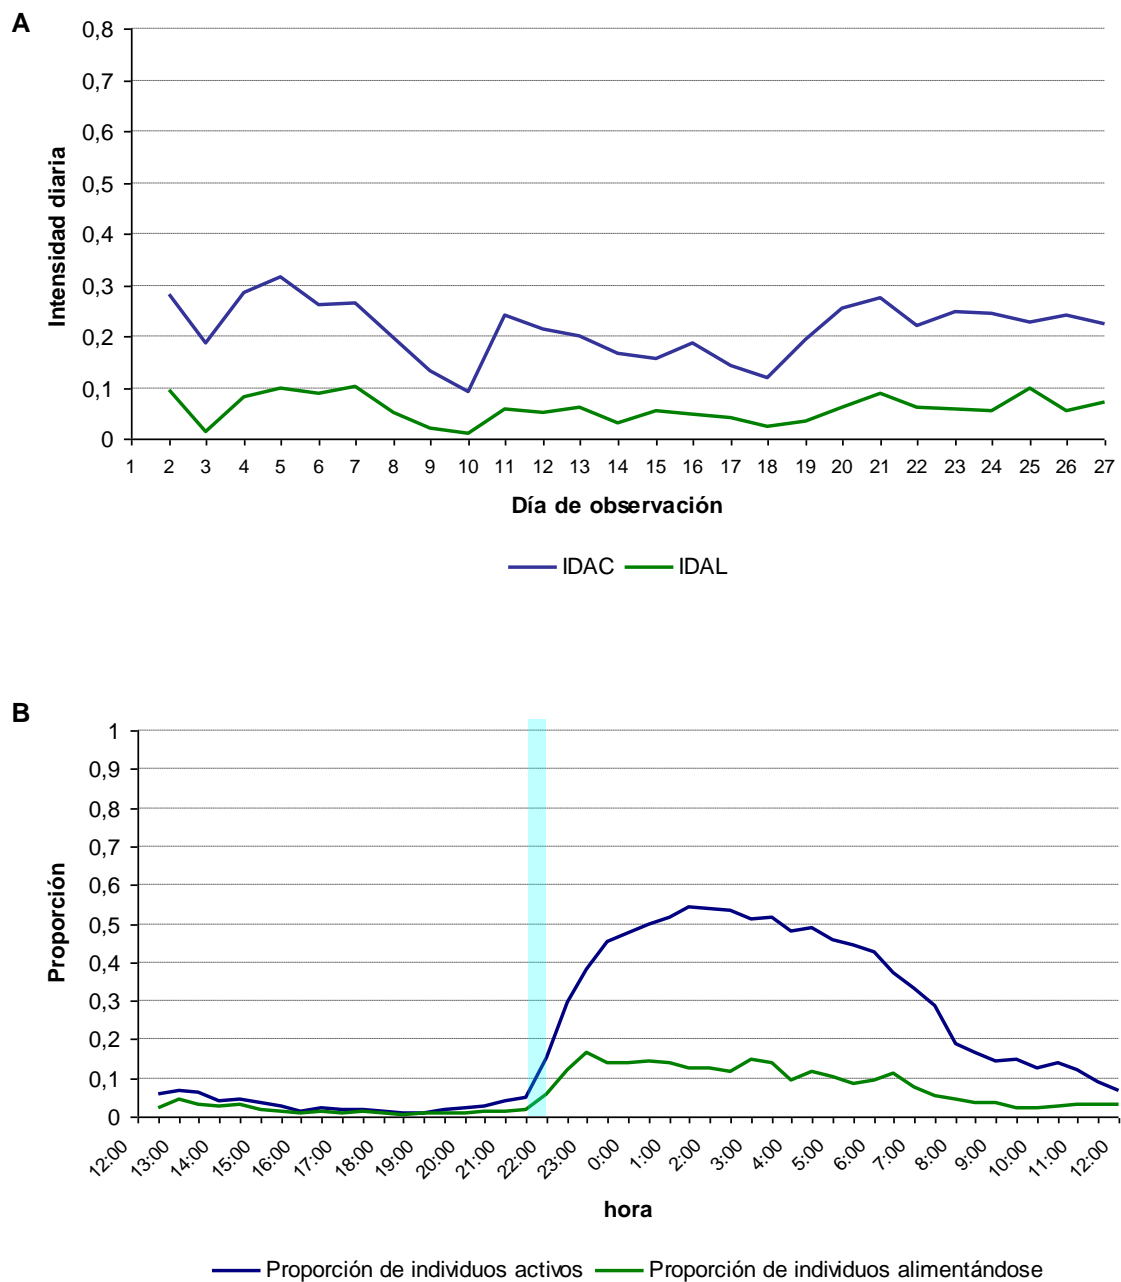 A
0,8
0,7
0,6
0,5
0,4
0,3
0,2
0,1
0
Intensidad diaria
1 2 3 4 5 6 7 8 9 10 11 12 13 14 15 16 17 18 19 20 21 22 23 24 25 26 27
Día de observación
IDAC IDAL
B
1
0,9
0,8
0,7
0,6
0,5
0,4
0,3
0,2
0,1
0
Proporción
12:00 13:00 14:00 15:00 16:00 17:00 18:00 19:00 20:00 21:00 22:00 23:00 0:00 1:00 2:00 3:00 4:00 5:00 6:00 7:00 8:00 9:00 10:00 11:00 12:00
hora
Proporción de individuos activos Proporción de individuos alimentándose